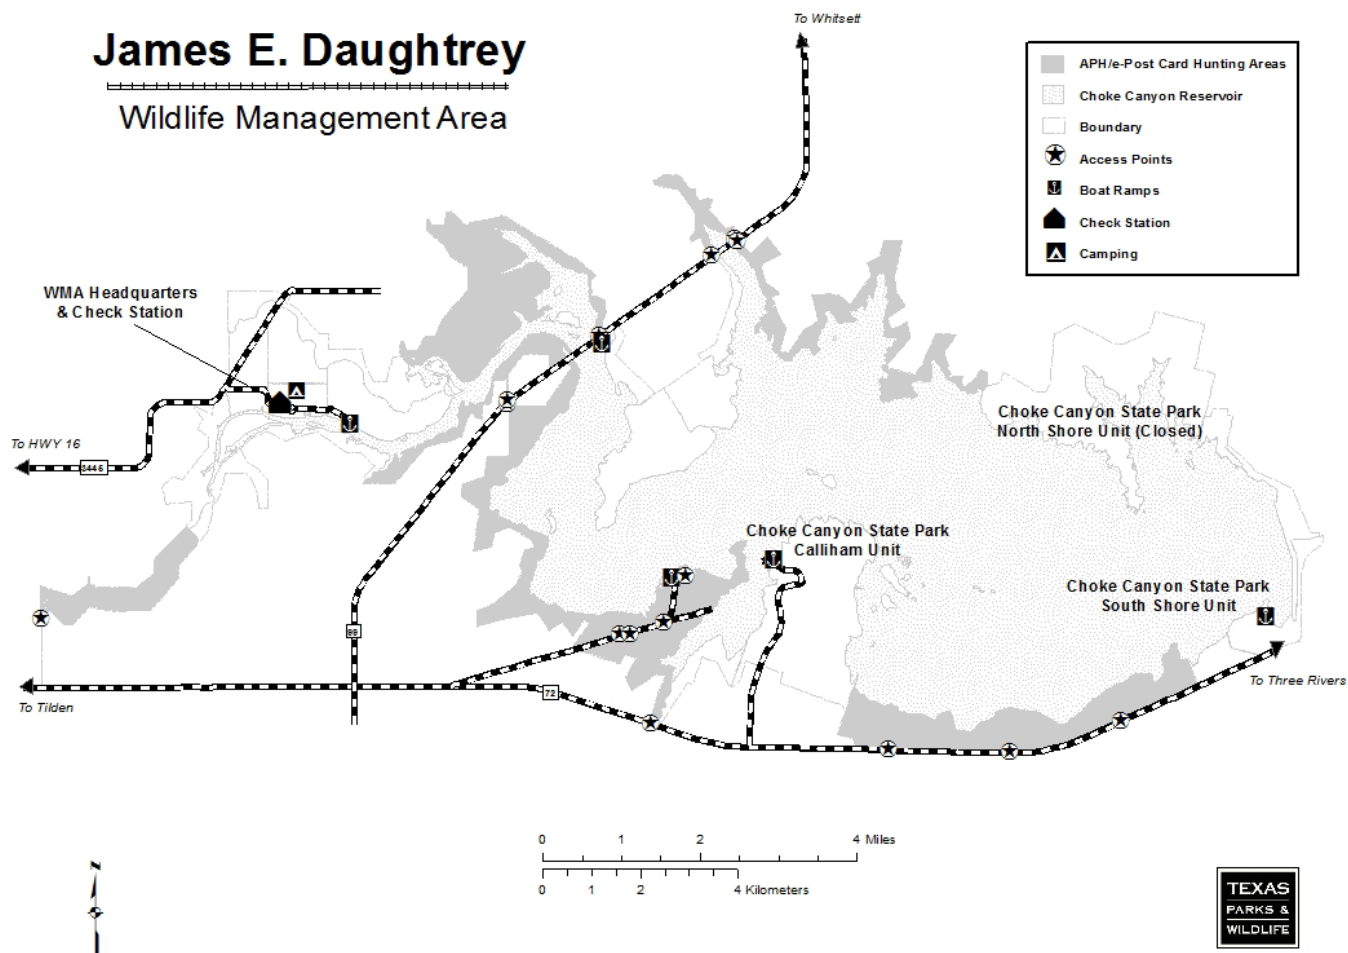 To Whitsett
James E. Daughtrey
Wildlife Management Area
APH/e-Post Card Hunting Areas
Choke Canyon Reservoir
Boundary
Access Points
Boat Ramps
Check Station
Camping
WMA Headquarters
& Check Station
To HWY 16
3445
Choke Canyon State Park
North Shore Unit (Closed)
Choke Canyon State Park
Calliham Unit
Choke Canyon State Park
South Shore Unit
99
72
To Three Rivers
To Tilden
0 1 2 4 Miles
0 1 2 4 Kilometers
N
TEXAS
PARKS &
WILDLIFE